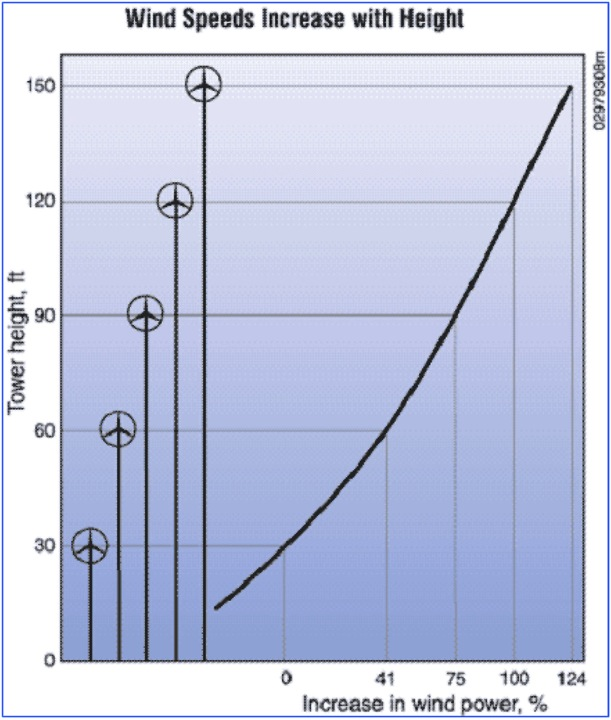 Wind Speeds Increase with Height
02979308m
Tower height, ft
150
120
90
60
30
0
0 41 75 100 124
Increase in wind power, %